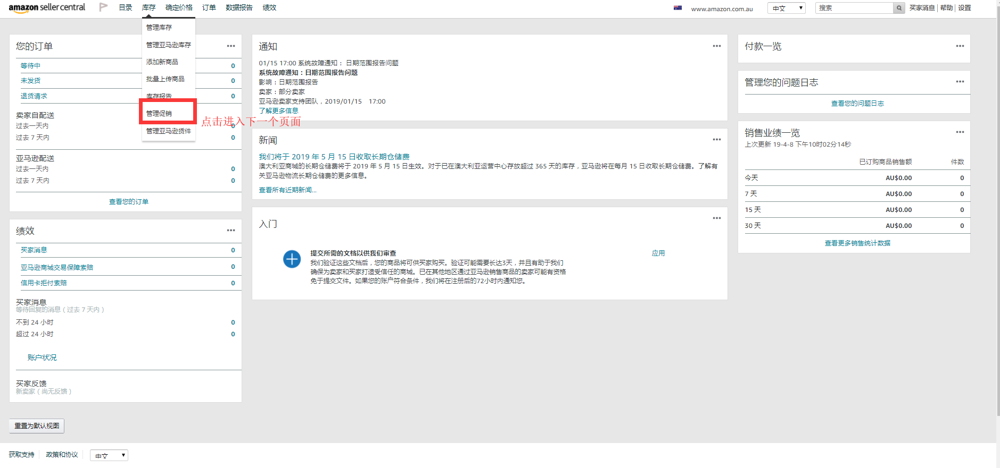 amazon seller central
目录 库存 确定价格 订单 数据报告 绩效
www.amazon.com.au
中文
搜索
买家消息 | 帮助 | 设置
管理库存
管理亚马逊库存
添加新商品
批量上传商品
库存报告
管理促销
管理亚马逊货件
点击进入下一个页面
您的订单
等待中 0
未发货 0
退货请求 0
卖家自配送
过去一天内 0
过去 7 天内 0
亚马逊配送
过去一天内 0
过去 7 天内 0
查看您的订单
绩效
买家消息 0
亚马逊商城交易保障索赔 0
信用卡拒付索赔 0
买家消息
等待回复的消息（过去 7 天内）
不到 24 小时 0
超过 24 小时 0
账户状况
买家反馈
新卖家（尚无反馈）
通知
01/15 17:00 系统故障通知： 日期范围报告问题
系统故障通知：日期范围报告问题
影响：日期范围报告
卖家：部分卖家
亚马逊卖家支持团队，2019/01/15 17:00
了解更多信息
新闻
我们将于 2019 年 5 月 15 日收取长期仓储费
澳大利亚商城的长期仓储费将于 2019 年 5 月 15 日生效。对于已在澳大利亚运营中心存放超过 365 天的库存，亚马逊将在每月 15 日收取长期仓储费。了解有
关亚马逊物流长期仓储费的更多信息。
查看所有近期新闻...
入门
提交所需的文档以供我们审查
应用
我们验证这些文档后，您的商品将可供买家购买。验证可能需要长达3天，并且有助于我们
确保为卖家和买家打造受信任的商城。已在其他地区通过亚马逊销售商品的卖家可能有资格
免于提交文件。如果您的账户符合条件，我们将在注册后的72小时内通知您。
付款一览
管理您的问题日志
查看您的问题日志
销售业绩一览
上次更新 19-4-8 下午10时02分14秒
已订购商品销售额 件数
今天 AU$0.00 0
7 天 AU$0.00 0
15 天 AU$0.00 0
30 天 AU$0.00 0
查看更多销售统计数据
重置为默认视图
获取支持 政策和协议 中文